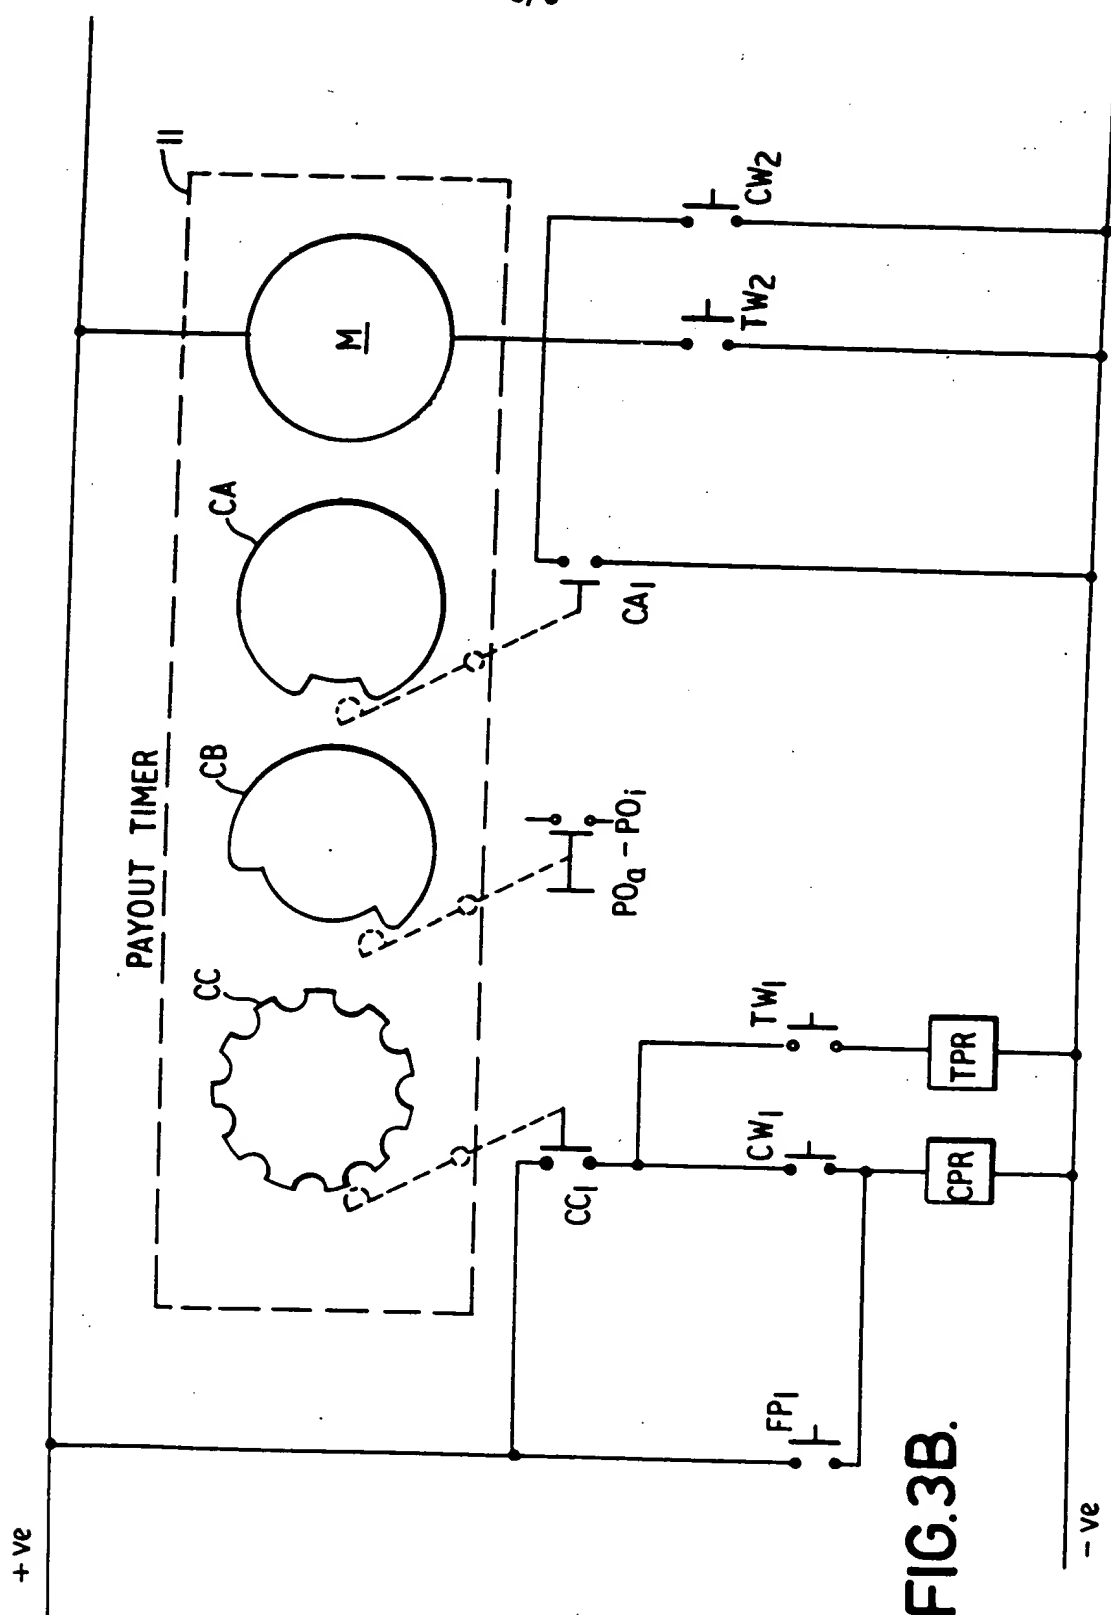 +ve
PAYOUT TIMER
11
CC
CB
CA
M
CC1
POa - POi
CA1
FP1
CW1
TW1
TW2
CW2
CPR
TPR
-ve
FIG.3B.